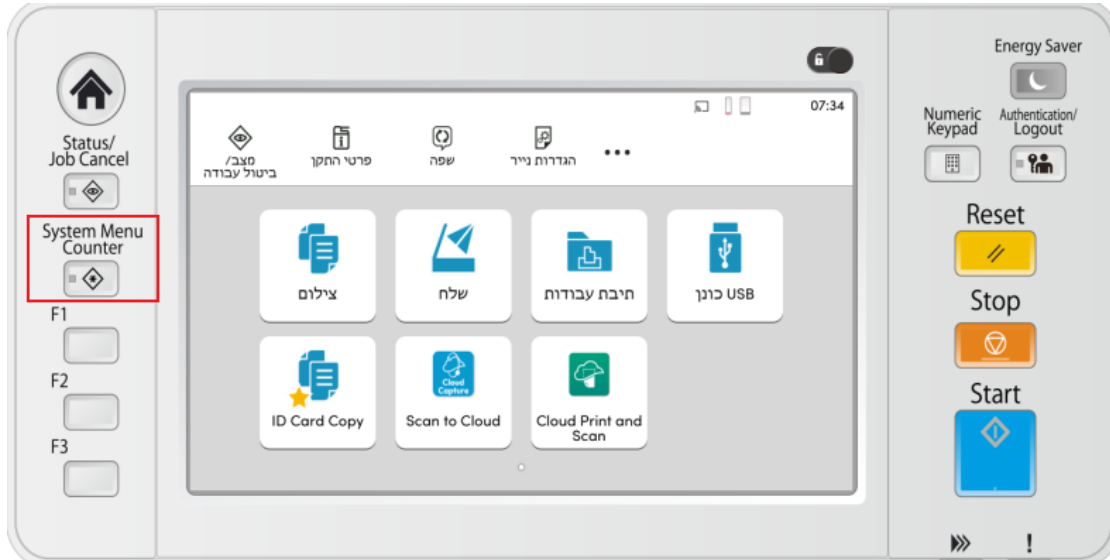 Energy Saver
07:34
Numeric
Keypad
Authentication/
Logout
Status/
Job Cancel
מצב/
ביטול עבודה
פרטי התקן
שפה
הגדרות נייר
System Menu
Counter
Reset
צילום
שלח
תיבת עבודות
כונן USB
F1
Stop
F2
Start
ID Card Copy
Cloud
Capture
Scan to Cloud
Cloud Print and
Scan
F3